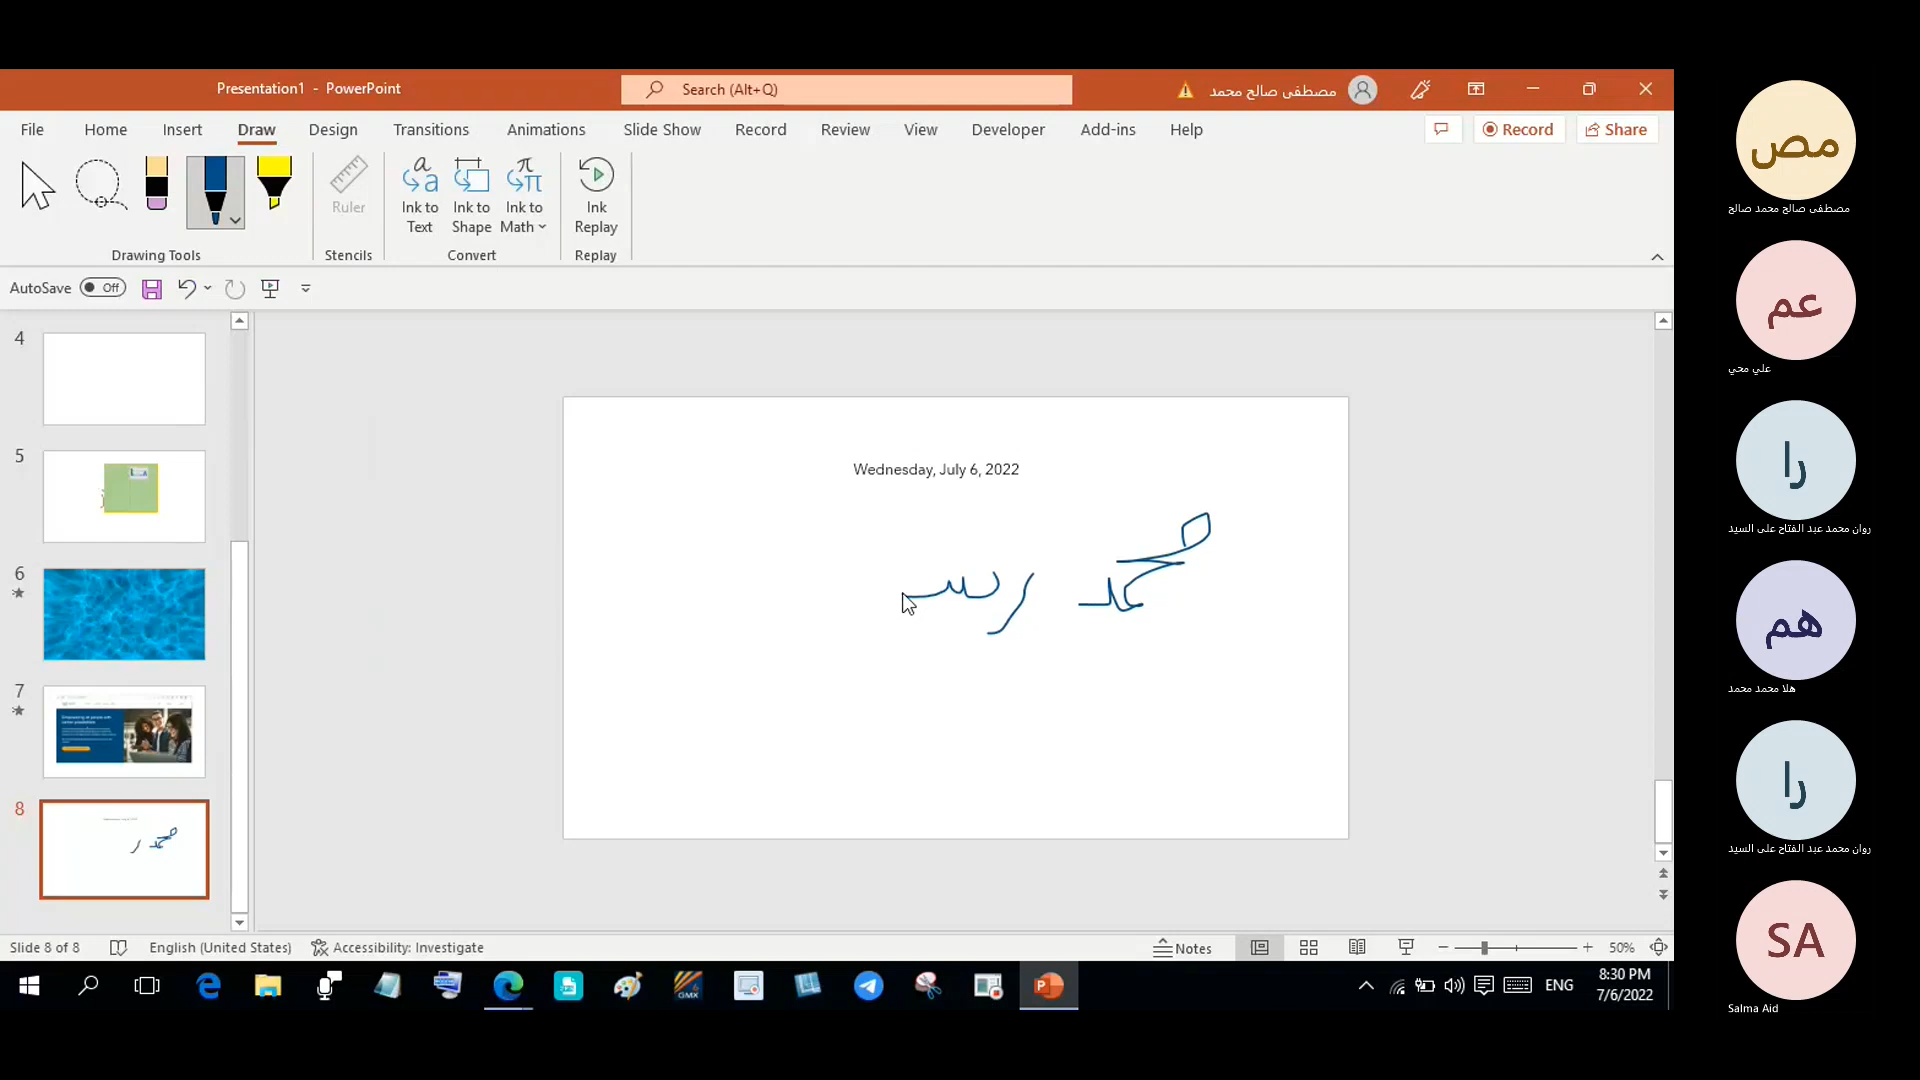 Presentation1 - PowerPoint
Search (Alt+Q)
مصطفى صالح محمد
File Home Insert Draw Design Transitions Animations Slide Show Record Review View Developer Add-ins Help
Record
Share
Ruler
Ink to Text
Ink to Shape
Ink to Math
Ink Replay
Drawing Tools
Stencils
Convert
Replay
AutoSave Off
4
5
6
7
8
Wednesday, July 6, 2022
محمد
Slide 8 of 8
English (United States)
Accessibility: Investigate
Notes
50%
ENG
8:30 PM
7/6/2022
مص
مصطفى صالح محمد صالح
عم
علي محي
را
روان محمد عبد الفتاح على السيد
هم
هلا محمد محمد
را
روان محمد عبد الفتاح على السيد
SA
Salma Aid